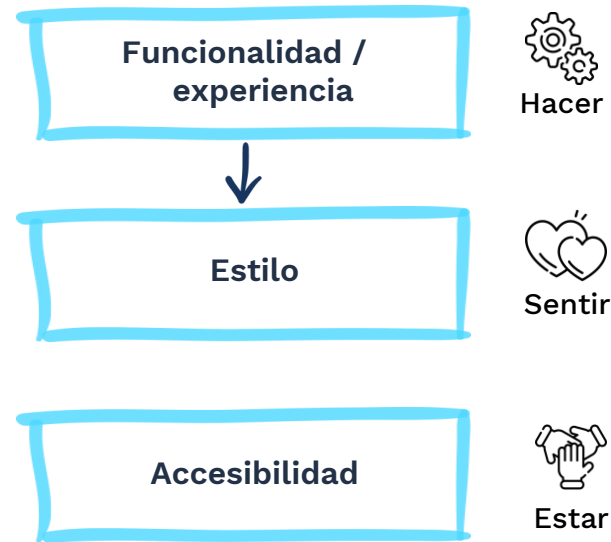 Funcionalidad /
experiencia
Hacer
Estilo
Sentir
Accesibilidad
Estar